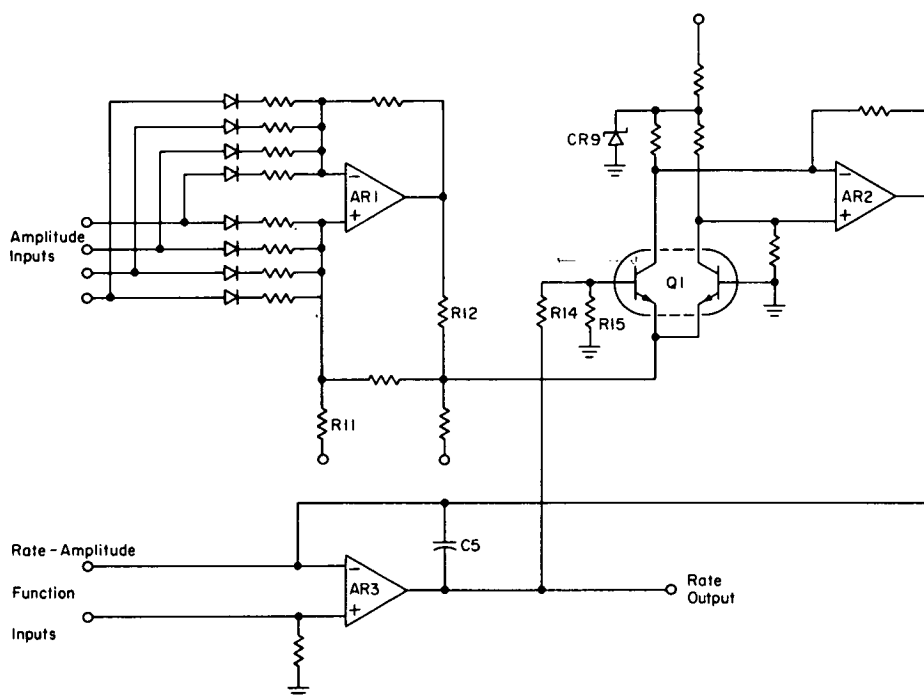 CR9
AR1
-
+
AR2
-
+
Amplitude
Inputs
Q1
R12
R14
R15
R11
Rate-Amplitude
Function
Inputs
AR3
-
+
C5
Rate
Output